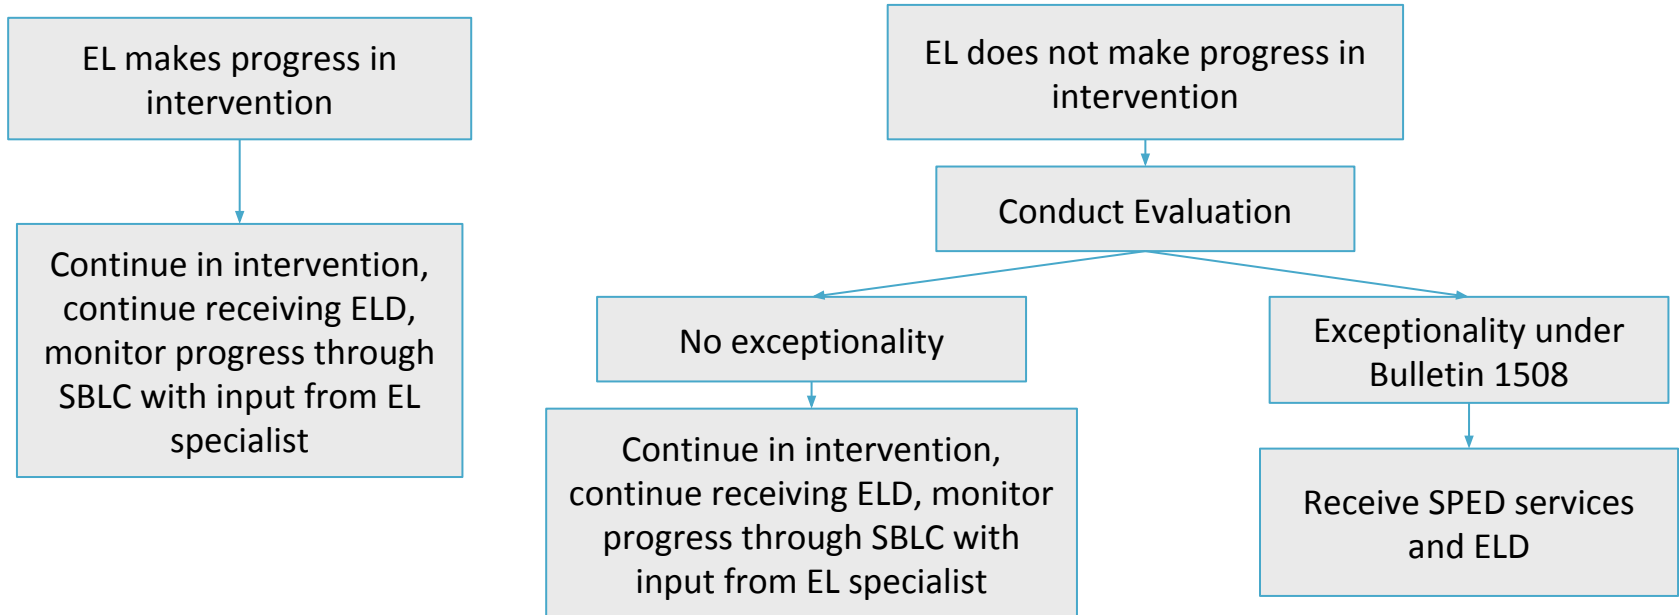 EL makes progress in
intervention
Continue in intervention,
continue receiving ELD,
monitor progress through
SBLC with input from EL
specialist
EL does not make progress in
intervention
Conduct Evaluation
No exceptionality
Continue in intervention,
continue receiving ELD, monitor
progress through SBLC with
input from EL specialist
Exceptionality under
Bulletin 1508
Receive SPED services
and ELD